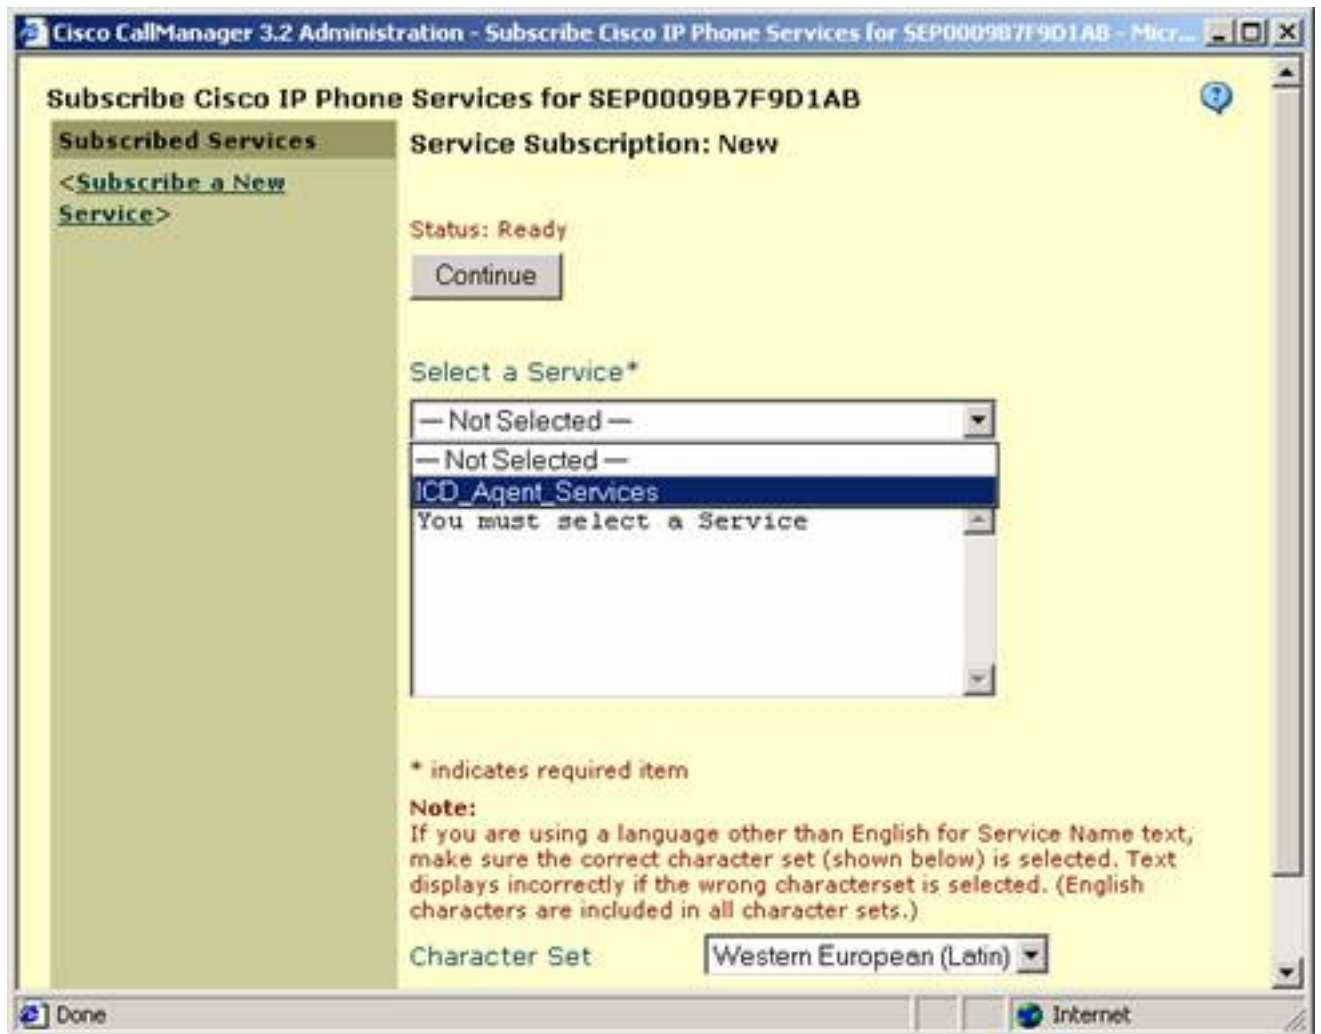 Cisco CallManager 3.2 Administration - Subscribe Cisco IP Phone Services for SEP0009B7F9D1AB - Micr...
Subscribe Cisco IP Phone Services for SEP0009B7F9D1AB
Subscribed Services
<Subscribe a New
Service>
Service Subscription: New
Status: Ready
Continue
Select a Service*
— Not Selected —
— Not Selected —
ICD_Agent_Services
You must select a Service
* indicates required item
Note:
If you are using a language other than English for Service Name text,
make sure the correct character set (shown below) is selected. Text
displays incorrectly if the wrong characterset is selected. (English
characters are included in all character sets.)
Character Set
Western European (Latin)
Done
Internet